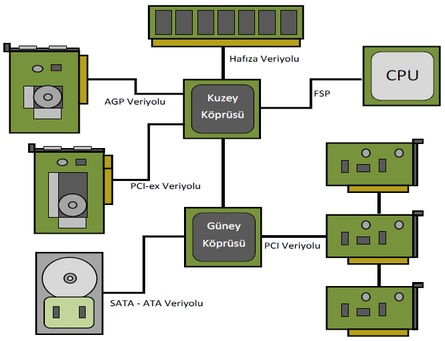 Hafıza Veriyolu
CPU
AGP Veriyolu
Kuzey
Köprüsü
FSP
PCI-ex Veriyolu
Güney
Köprüsü
PCI Veriyolu
SATA - ATA Veriyolu